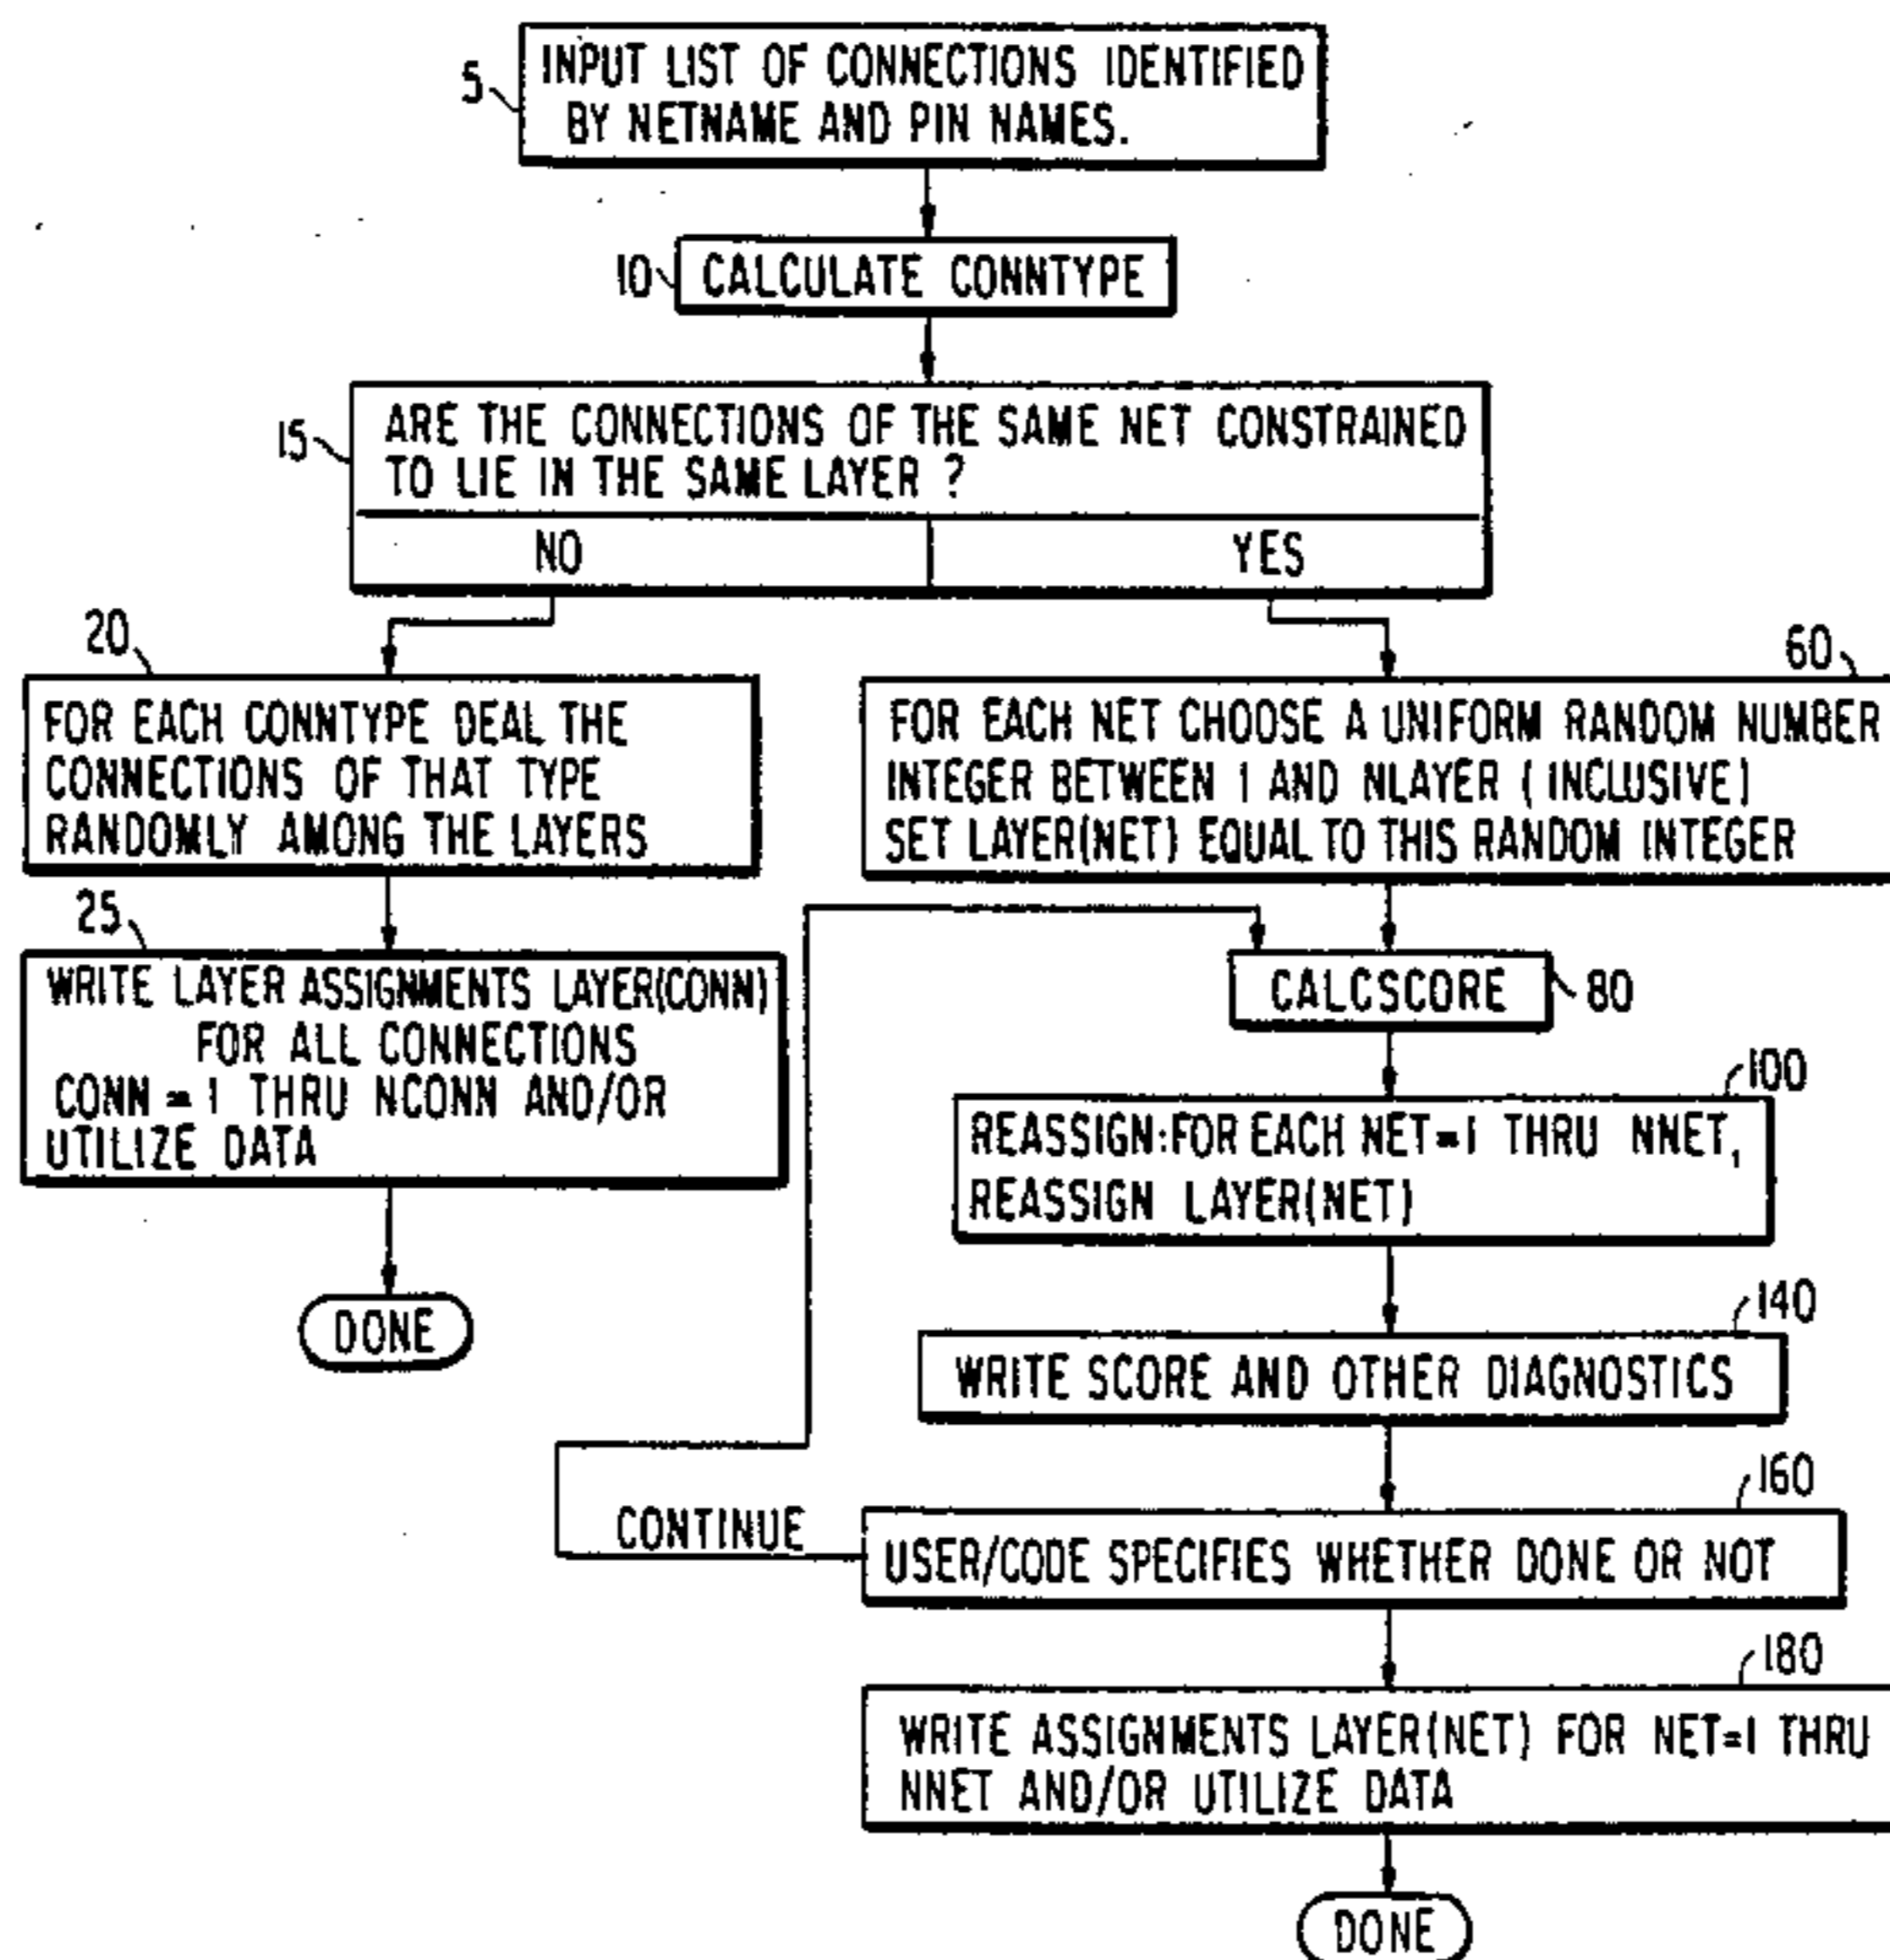 5
INPUT LIST OF CONNECTIONS IDENTIFIED
BY NETNAME AND PIN NAMES.
10
CALCULATE CONNTYPE
15
ARE THE CONNECTIONS OF THE SAME NET CONSTRAINED
TO LIE IN THE SAME LAYER ?
NO
YES
20
FOR EACH CONNTYPE DEAL THE
CONNECTIONS OF THAT TYPE
RANDOMLY AMONG THE LAYERS
25
WRITE LAYER ASSIGNMENTS LAYER(CONN)
FOR ALL CONNECTIONS
CONN = 1 THRU NCONN AND/OR
UTILIZE DATA
DONE
60
FOR EACH NET CHOOSE A UNIFORM RANDOM NUMBER
INTEGER BETWEEN 1 AND NLAYER ( INCLUSIVE)
SET LAYER(NET) EQUAL TO THIS RANDOM INTEGER
CALCSCORE
80
100
REASSIGN:FOR EACH NET=1 THRU NNET,
REASSIGN LAYER(NET)
140
WRITE SCORE AND OTHER DIAGNOSTICS
160
CONTINUE
USER/CODE SPECIFIES WHETHER DONE OR NOT
180
WRITE ASSIGNMENTS LAYER(NET) FOR NET=1 THRU
NNET AND/OR UTILIZE DATA
DONE